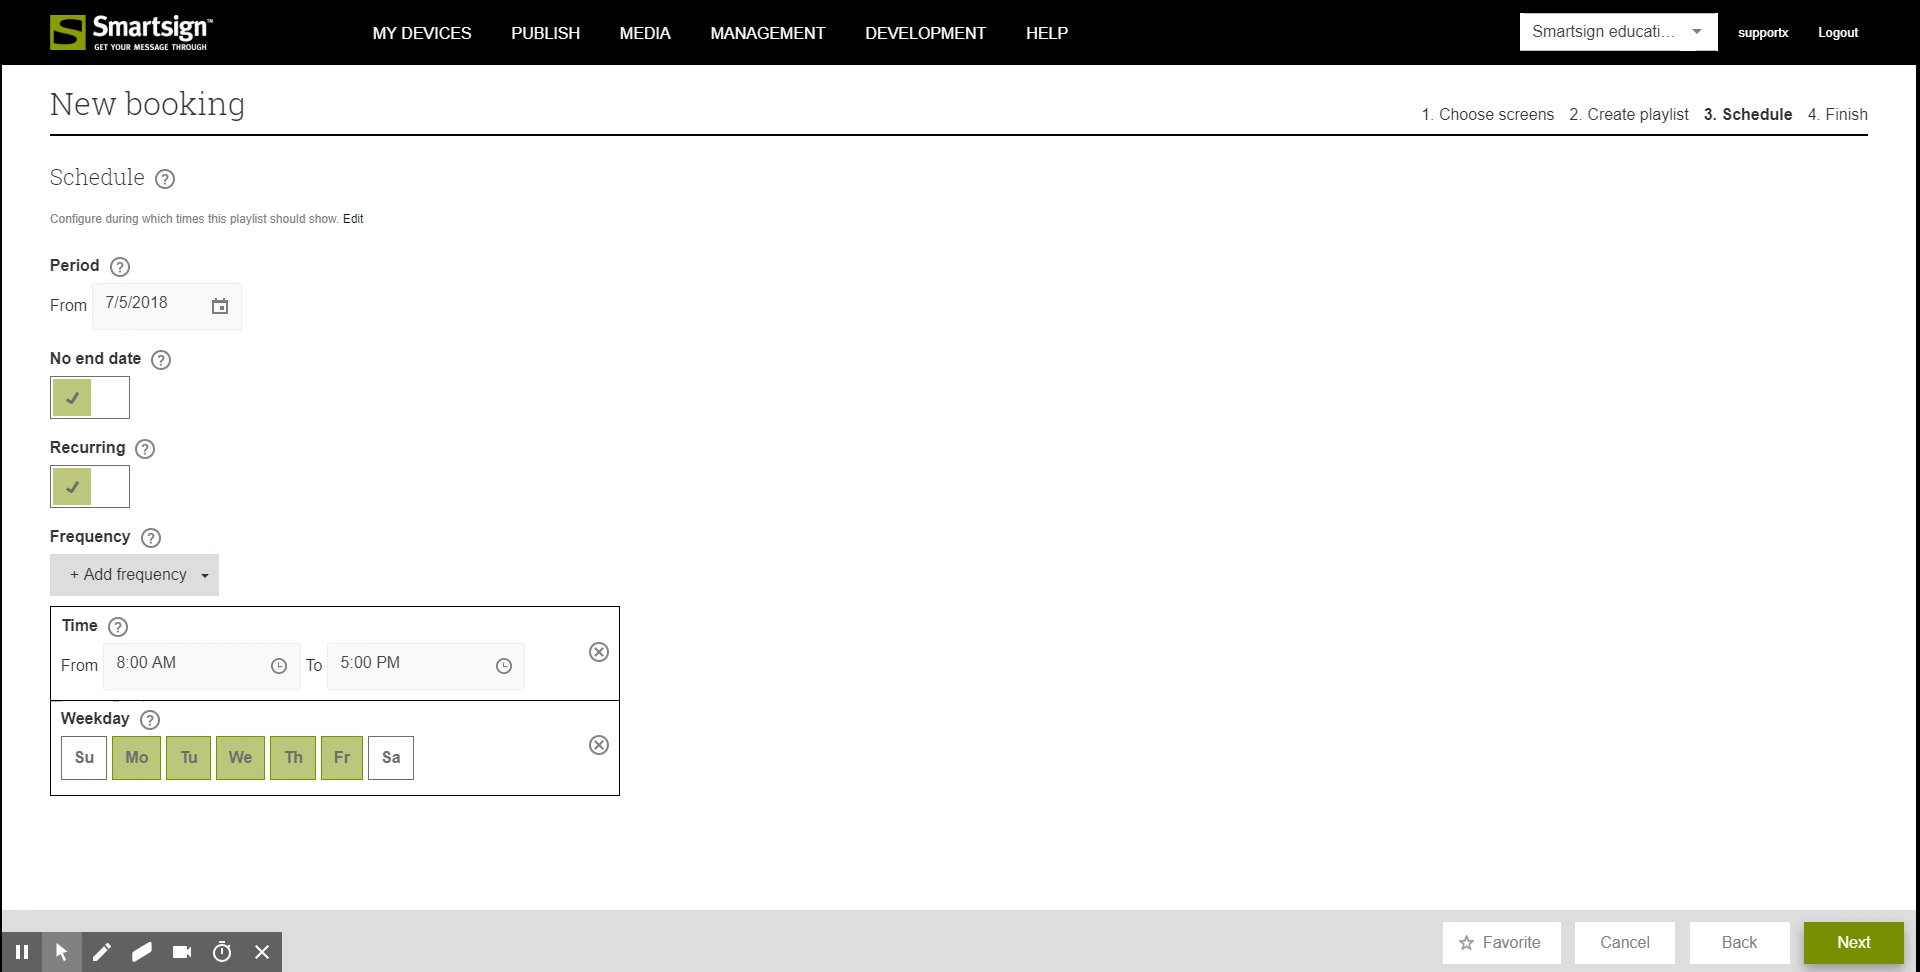 Smartsign™
GET YOUR MESSAGE THROUGH
MY DEVICES PUBLISH MEDIA MANAGEMENT DEVELOPMENT HELP
Smartsign educati... supportx Logout
New booking
1. Choose screens 2. Create playlist 3. Schedule 4. Finish
Schedule ?
Configure during which times this playlist should show. Edit
Period ?
From 7/5/2018
No end date ?
Recurring ?
Frequency ?
+ Add frequency
Time ?
From 8:00 AM To 5:00 PM
Weekday ?
Su Mo Tu We Th Fr Sa
Favorite Cancel Back Next